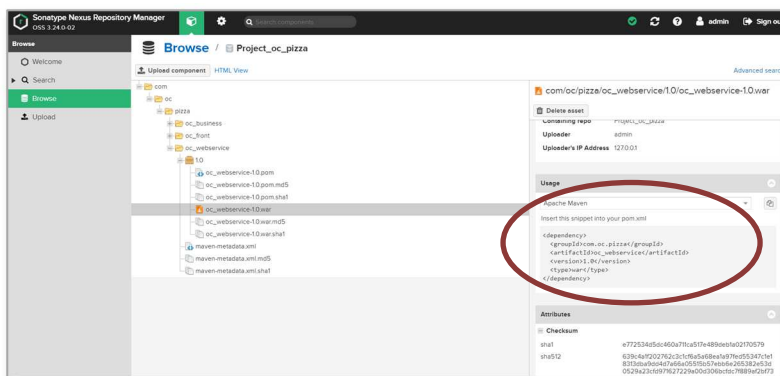 Sonatype Nexus Repository Manager
OSS 3.24.0-02
Search components
admin
Sign ou
Browse
Welcome
Search
Browse
Upload
Browse / Project_oc_pizza
Upload component HTML View Advanced searc
com
oc
pizza
oc_business
oc_front
oc_webservice
1.0
oc_webservice-1.0.pom
oc_webservice-1.0.pom.md5
oc_webservice-1.0.pom.sha1
oc_webservice-1.0.war
oc_webservice-1.0.war.md5
oc_webservice-1.0.war.sha1
maven-metadata.xml
maven-metadata.xml.md5
maven-metadata.xml.sha1
com/oc/pizza/oc_webservice/1.0/oc_webservice-1.0.war
Delete asset
Containing repo Project_oc_pizza
Uploader admin
Uploader's IP Address 127.0.0.1
Usage
Apache Maven
Insert this snippet into your pom.xml
<dependency>
<groupId>com.oc.pizza</groupId>
<artifactId>oc_webservice</artifactId>
<version>1.0</version>
<type>war</type>
</dependency>
Attributes
Checksum
sha1
sha512